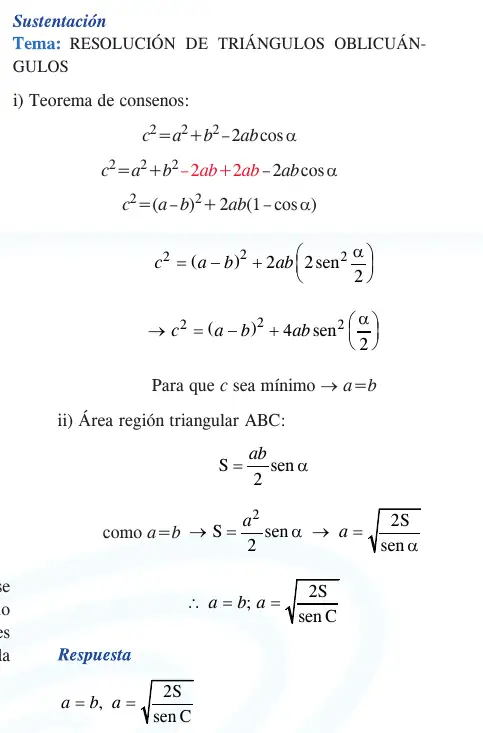 Sustentación
Tema: RESOLUCIÓN DE TRIÁNGULOS OBLICUÁN-
GULOS
i) Teorema de consenos:
c²=a²+b²–2abcosα
c²=a²+b²–2ab+2ab–2abcosα
c²=(a–b)²+2ab(1–cosα)
c² = (a – b)² + 2ab(2sen² α/2)
→ c² = (a – b)² + 4absen²(α/2)
Para que c sea mínimo → a=b
ii) Área región triangular ABC:
S = ab/2 sen α
como a=b → S = a²/2 sen α → a = √(2S/sen α)
∴ a = b; a = √(2S/sen C)
se
o
es
la
Respuesta
a = b, a = √(2S/sen C)